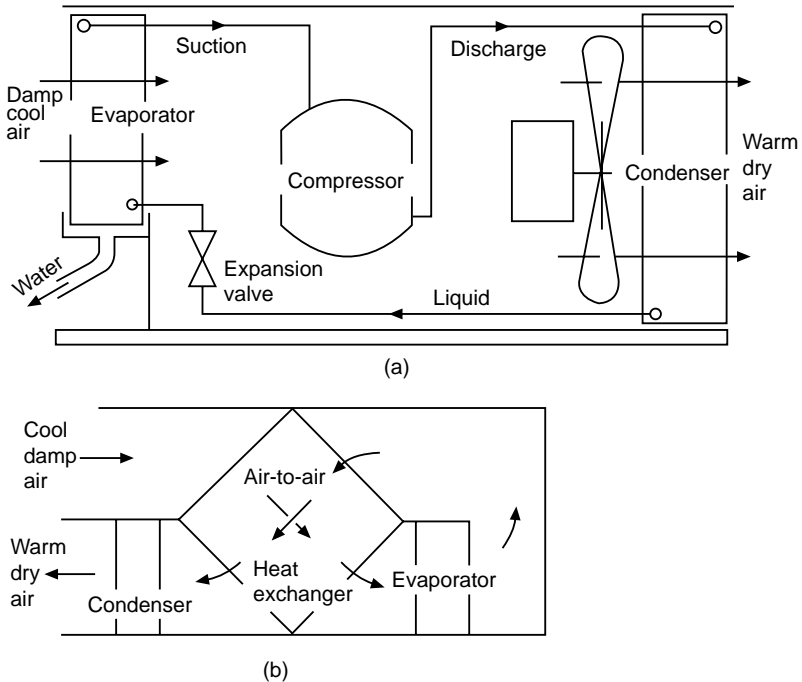 Suction
Discharge
Damp
cool
air
Evaporator
Compressor
Condenser
Warm
dry
air
Water
Expansion
valve
Liquid
(a)
Cool
damp
air
Air-to-air
Warm
dry
air
Heat
exchanger
Condenser
Evaporator
(b)